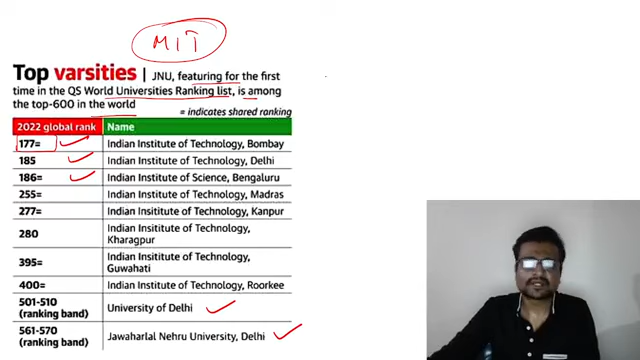 MIT
Top varsities | JNU, featuring for the first
time in the QS World Universities Ranking list, is among
the top-600 in the world
= indicates shared ranking
2022 global rank Name
177= Indian Institute of Technology, Bombay
185 Indian Institute of Technology, Delhi
186= Indian Institute of Science, Bengaluru
255= Indian Insititute of Technology, Madras
277= Indian Insititute of Technology, Kanpur
280 Indian Insititute of Technology,
Kharagpur
395= Indian Insititute of Technology,
Guwahati
400= Indian Institute of Technology, Roorkee
501-510
(ranking band) University of Delhi
561-570
(ranking band) Jawaharlal Nehru University, Delhi